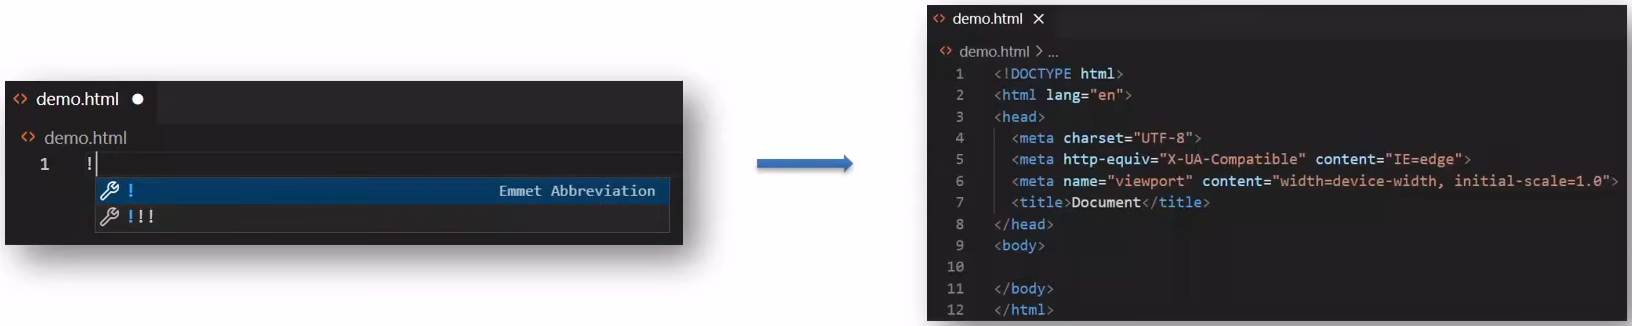 demo.html
demo.html
1 !
! Emmet Abbreviation
!!!
demo.html
demo.html > ...
1 <!DOCTYPE html>
2 <html lang="en">
3 <head>
4 <meta charset="UTF-8">
5 <meta http-equiv="X-UA-Compatible" content="IE=edge">
6 <meta name="viewport" content="width=device-width, initial-scale=1.0">
7 <title>Document</title>
8 </head>
9 <body>
10
11 </body>
12 </html>